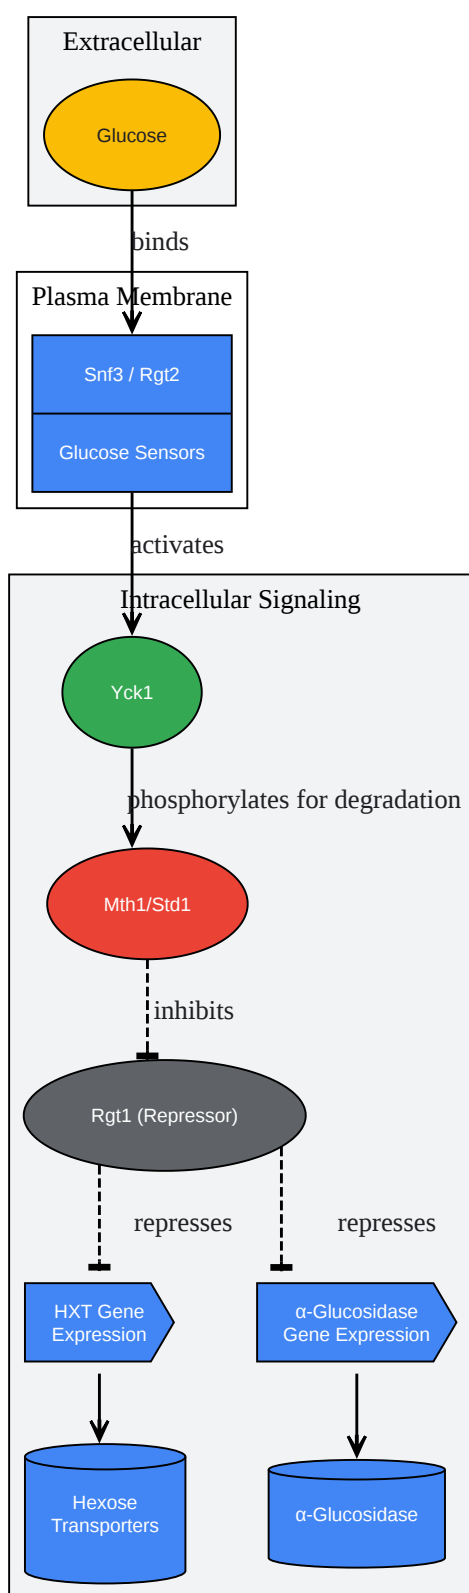 Extracellular
Glucose
binds
Plasma Membrane
Snf3 / Rgt2
Glucose Sensors
activates
Intracellular Signaling
Yck1
phosphorylates for degradation
Mth1/Std1
inhibits
Rgt1 (Repressor)
represses
represses
HXT Gene
Expression
α-Glucosidase
Gene Expression
Hexose
Transporters
α-Glucosidase